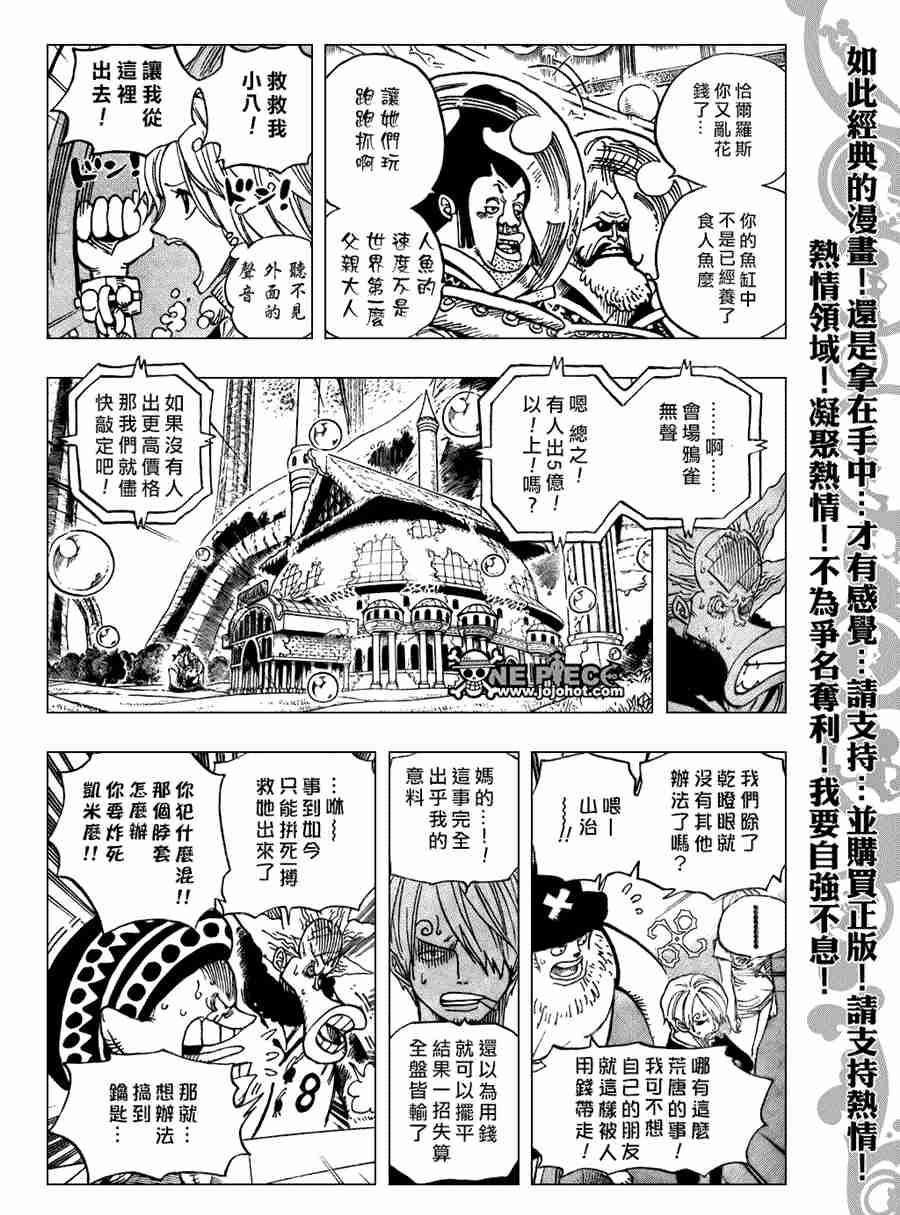 如此經典的漫畫！還是拿在手中…才有感覺…請支持…並購買正版！請支持熱情！
熱情領域！凝聚熱情！不為爭名奪利！我要自強不息！
恰爾羅斯
你又亂花
錢了…
你的魚缸中
不是已經養了
食人魚麼
讓她們玩
跑跑抓啊
人魚的
速度不是
世界第一麼
父親大人
救救我
小八！
讓我從
這裡
出去！
ドン！
ドン！
聽不見
外面的
聲音
………啊…
會場鴉雀
無聲
嗯，總之！
有人出5億！
以！上！嗎？
如果沒有人
出更高價格
那我們就儘
快敲定吧！
ONE PIECE
www.jojohot.com
我們除了
乾瞪眼就
沒有其他
辦法了嗎？
喂—
山治
〜!!
哪有這麼
荒唐的事！
我可不想
自己的朋友
就這樣被人
用錢帶走！
媽的…！
這事完全
出乎我的
意料
還以為用錢
就可以擺平
結果一招失算
全盤皆輸了
…咻〜
事到如今
只能拚死一搏
救她出來了
你犯什麼混!!
那個脖套
怎麼辦
你要炸死
凱米麼!!
8
那就…
想辦法
搞到
鑰匙…